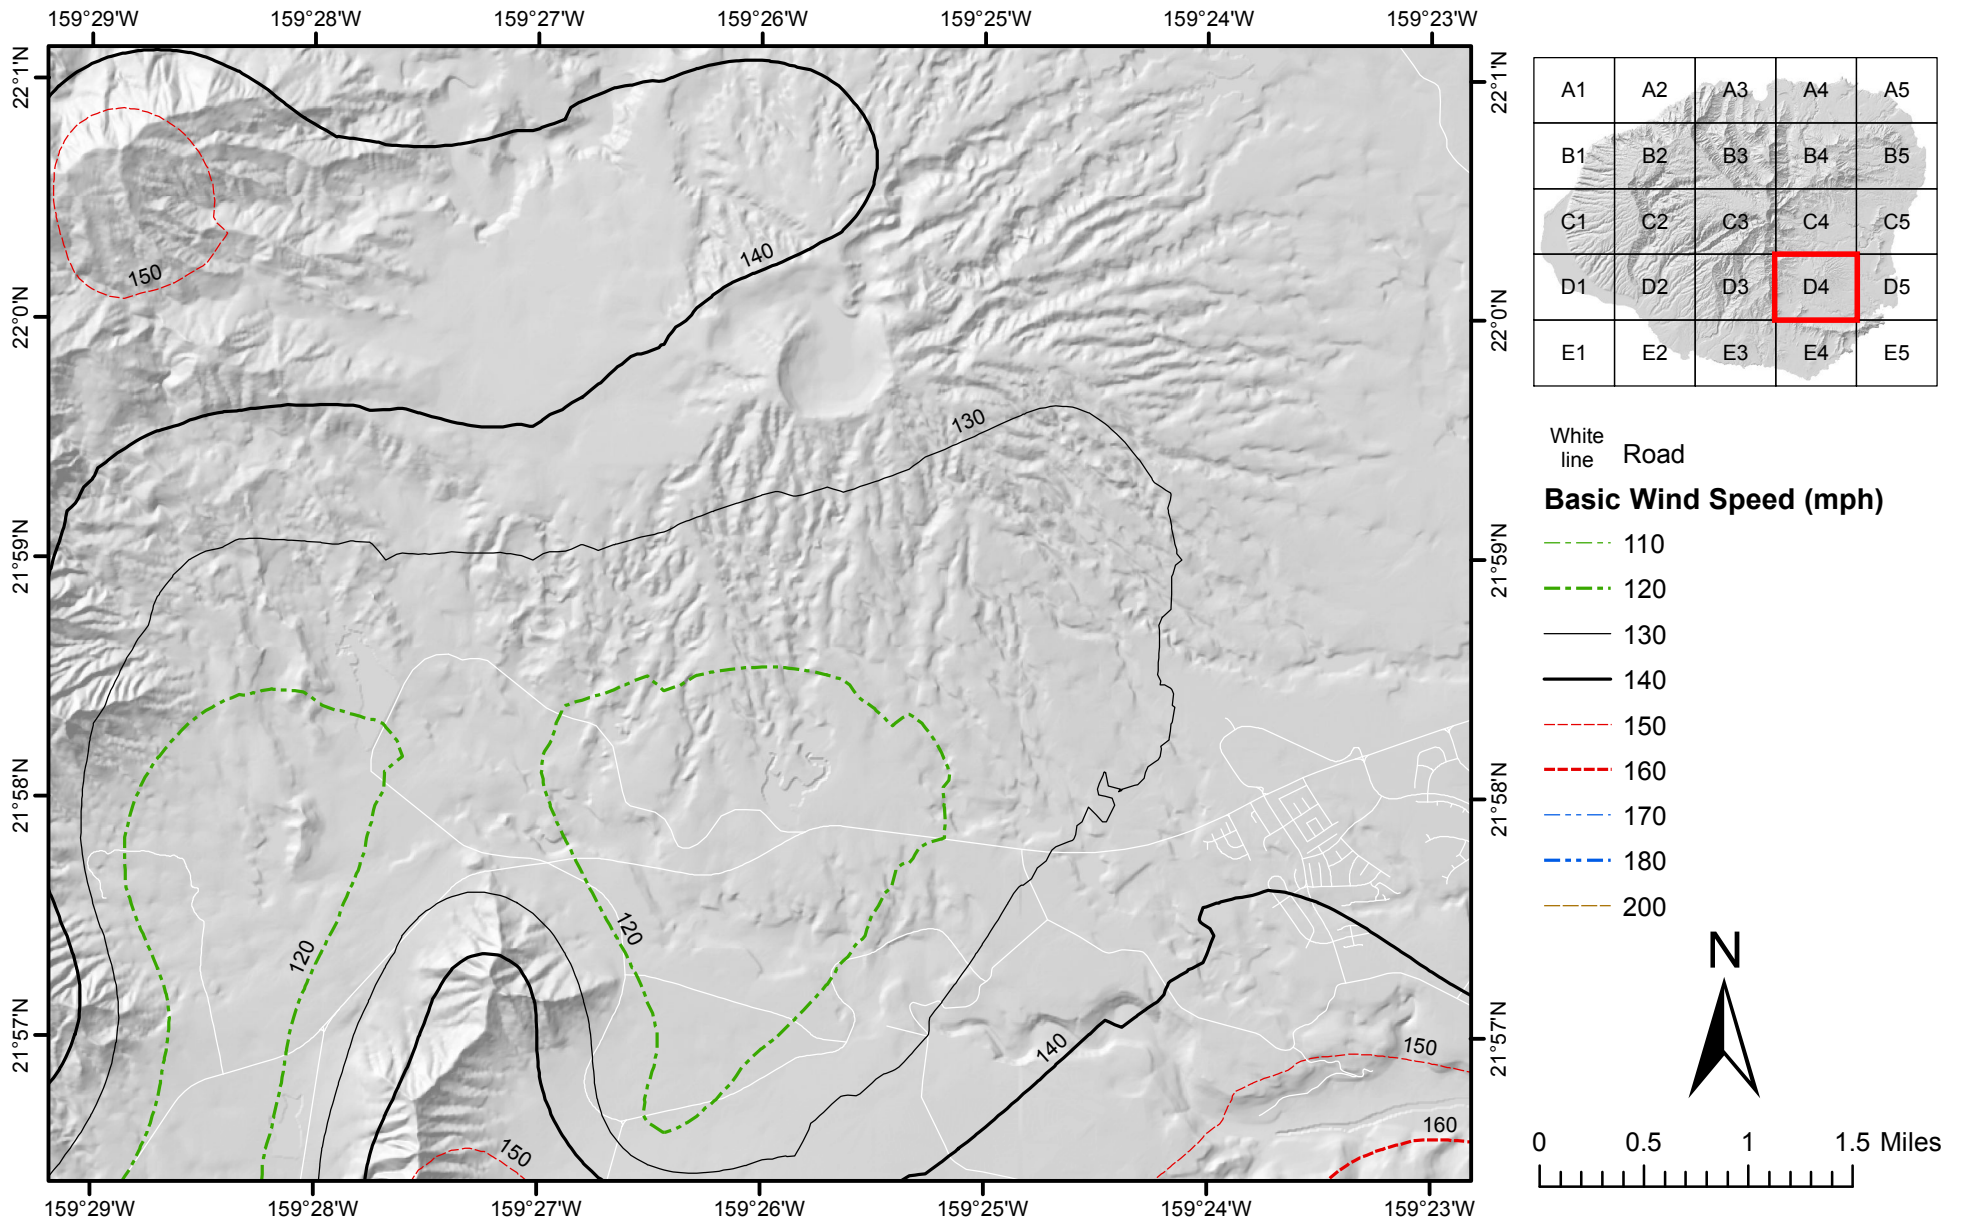 159°29'W 159°28'W 159°27'W 159°26'W 159°25'W 159°24'W 159°23'W
22°1'N
22°0'N
21°59'N
21°58'N
21°57'N
150
140
130
120
120
140
150
150
160
22°1'N
22°0'N
21°59'N
21°58'N
21°57'N
159°29'W 159°28'W 159°27'W 159°26'W 159°25'W 159°24'W 159°23'W
A1 A2 A3 A4 A5
B1 B2 B3 B4 B5
C1 C2 C3 C4 C5
D1 D2 D3 D4 D5
E1 E2 E3 E4 E5
White
line
Road
Basic Wind Speed (mph)
110
120
130
140
150
160
170
180
200
N
0 0.5 1 1.5 Miles